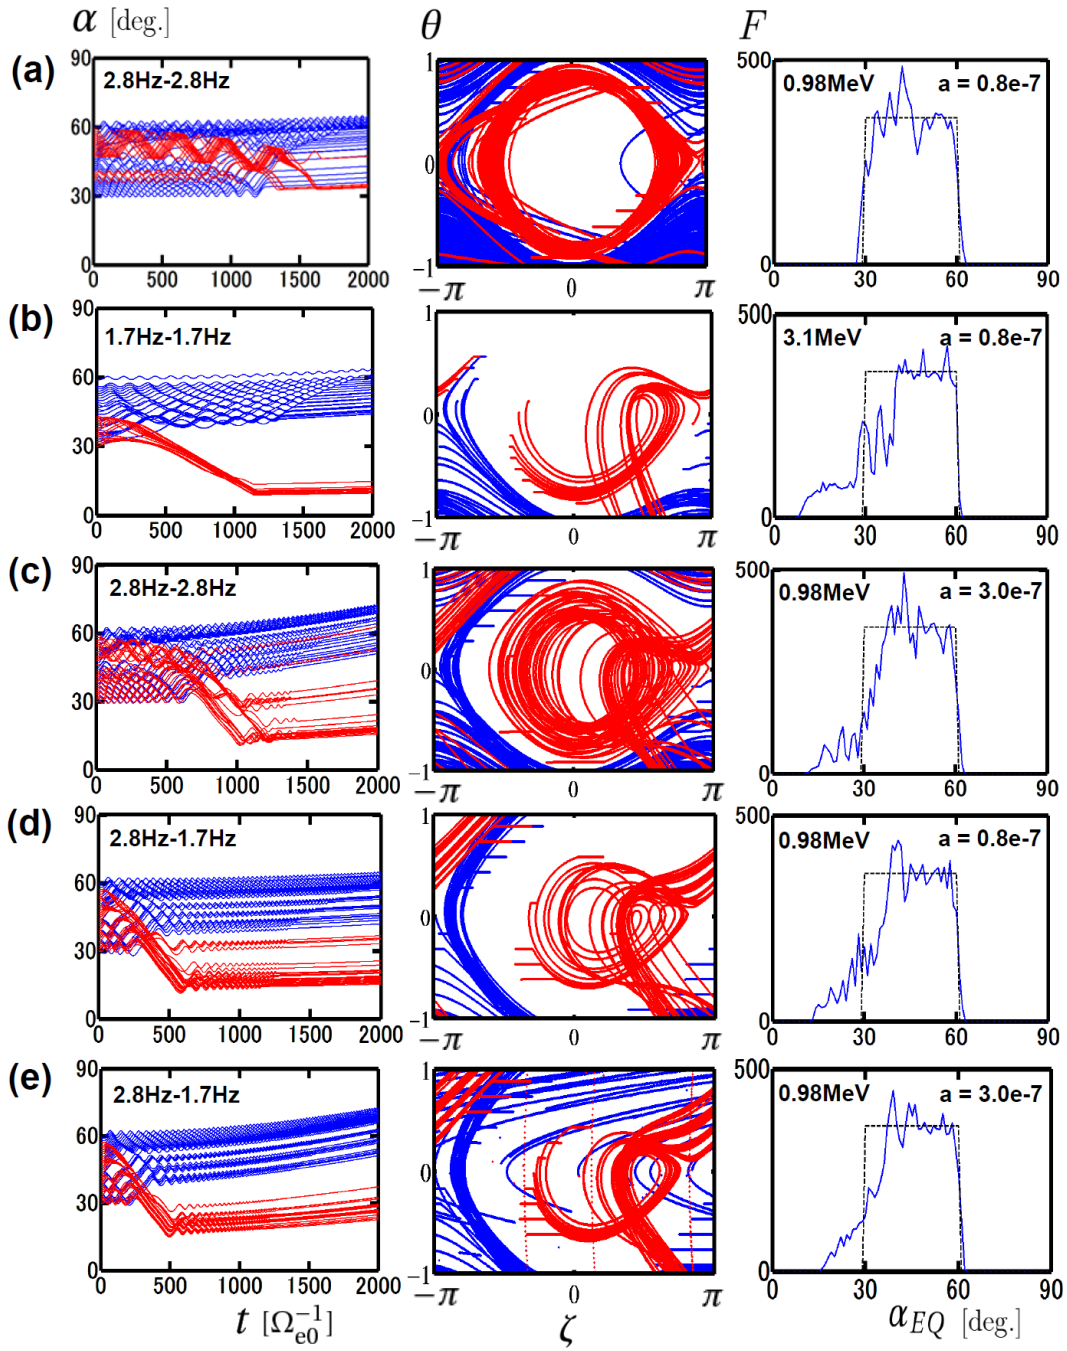 α [deg.] θ F
(a)
90
60
30
0
2.8Hz-2.8Hz
0 500 1000 1500 2000
1
0
−1
−π 0 π
500
0.98MeV a = 0.8e-7
0
30 60 90
(b)
90
60
30
0
1.7Hz-1.7Hz
0 500 1000 1500 2000
1
0
−1
−π 0 π
500
3.1MeV a = 0.8e-7
0
0 30 60 90
(c)
90
60
30
0
2.8Hz-2.8Hz
0 500 1000 1500 2000
1
0
−1
−π 0 π
500
0.98MeV a = 3.0e-7
0
0 30 60 90
(d)
90
60
30
0
2.8Hz-1.7Hz
0 500 1000 1500 2000
1
0
−1
−π 0 π
500
0.98MeV a = 0.8e-7
0
0 30 60 90
(e)
90
60
30
0
2.8Hz-1.7Hz
0 500 1000 1500 2000
1
0
−1
−π 0 π
500
0.98MeV a = 3.0e-7
0
0 30 60 90
t [Ω_{e0}^{-1}] ζ α_{EQ} [deg.]